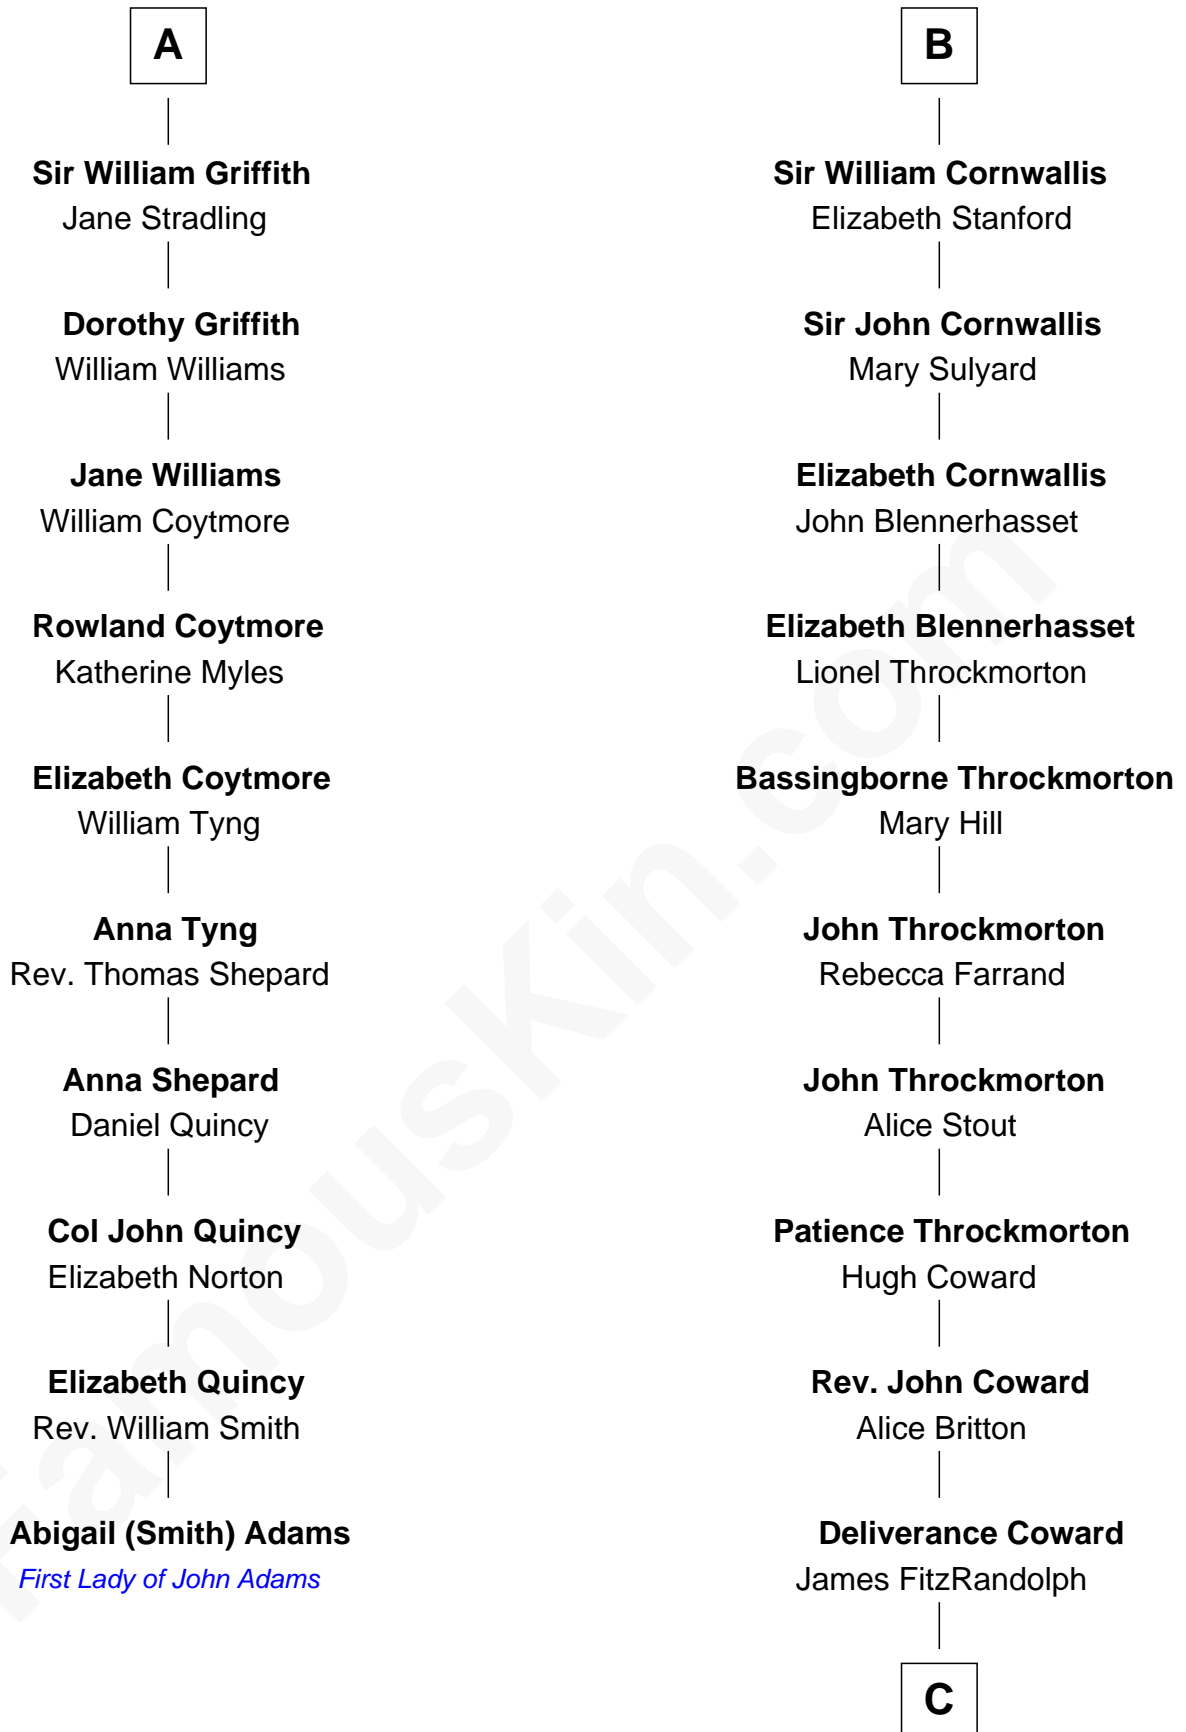 A
Sir William Griffith
Jane Stradling
Dorothy Griffith
William Williams
Jane Williams
William Coytmore
Rowland Coytmore
Katherine Myles
Elizabeth Coytmore
William Tyng
Anna Tyng
Rev. Thomas Shepard
Anna Shepard
Daniel Quincy
Col John Quincy
Elizabeth Norton
Elizabeth Quincy
Rev. William Smith
Abigail (Smith) Adams
First Lady of John Adams
B
Sir William Cornwallis
Elizabeth Stanford
Sir John Cornwallis
Mary Sulyard
Elizabeth Cornwallis
John Blennerhasset
Elizabeth Blennerhasset
Lionel Throckmorton
Bassingborne Throckmorton
Mary Hill
John Throckmorton
Rebecca Farrand
John Throckmorton
Alice Stout
Patience Throckmorton
Hugh Coward
Rev. John Coward
Alice Britton
Deliverance Coward
James FitzRandolph
C
FamousKin.com